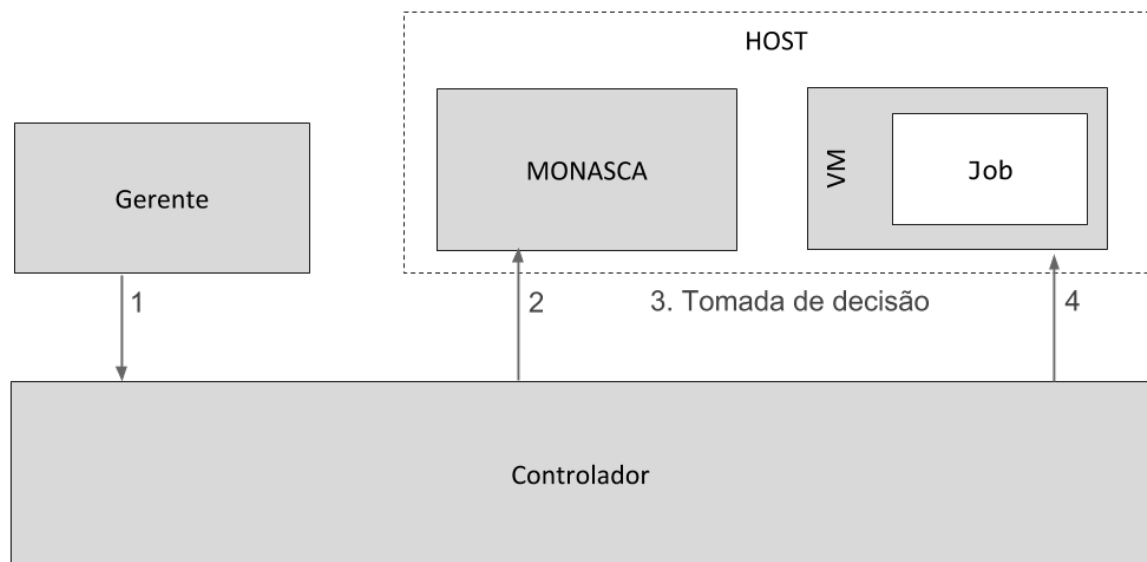 HOST
MONASCA
VM
Job
Gerente
1
2
3. Tomada de decisão
4
Controlador